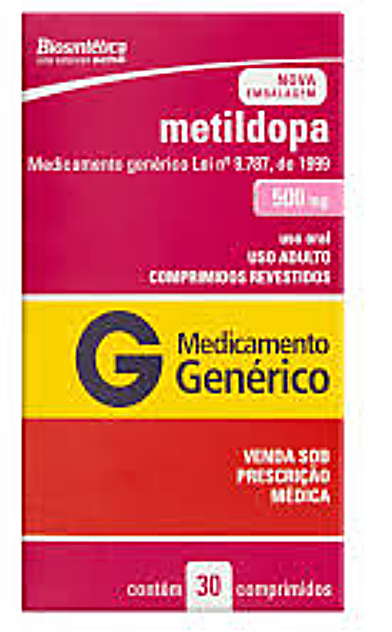 Biosintética
NOVA
EMBALAGEM
metildopa
Medicamento genérico Lei nº 9.787, de 1999
500 mg
uso oral
USO ADULTO
COMPRIMIDOS REVESTIDOS
G Medicamento
Genérico
VENDA SOB
PRESCRIÇÃO
MÉDICA
contém 30 comprimidos